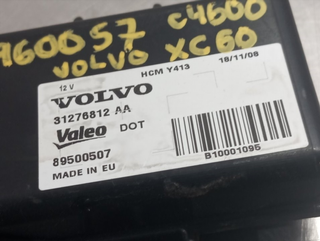 A60057 C4600
VOLVO XC60
HCM Y413 18/11/08
12 V
VOLVO
31276812 AA
Valeo DOT
89500507
MADE IN EU
B10001095